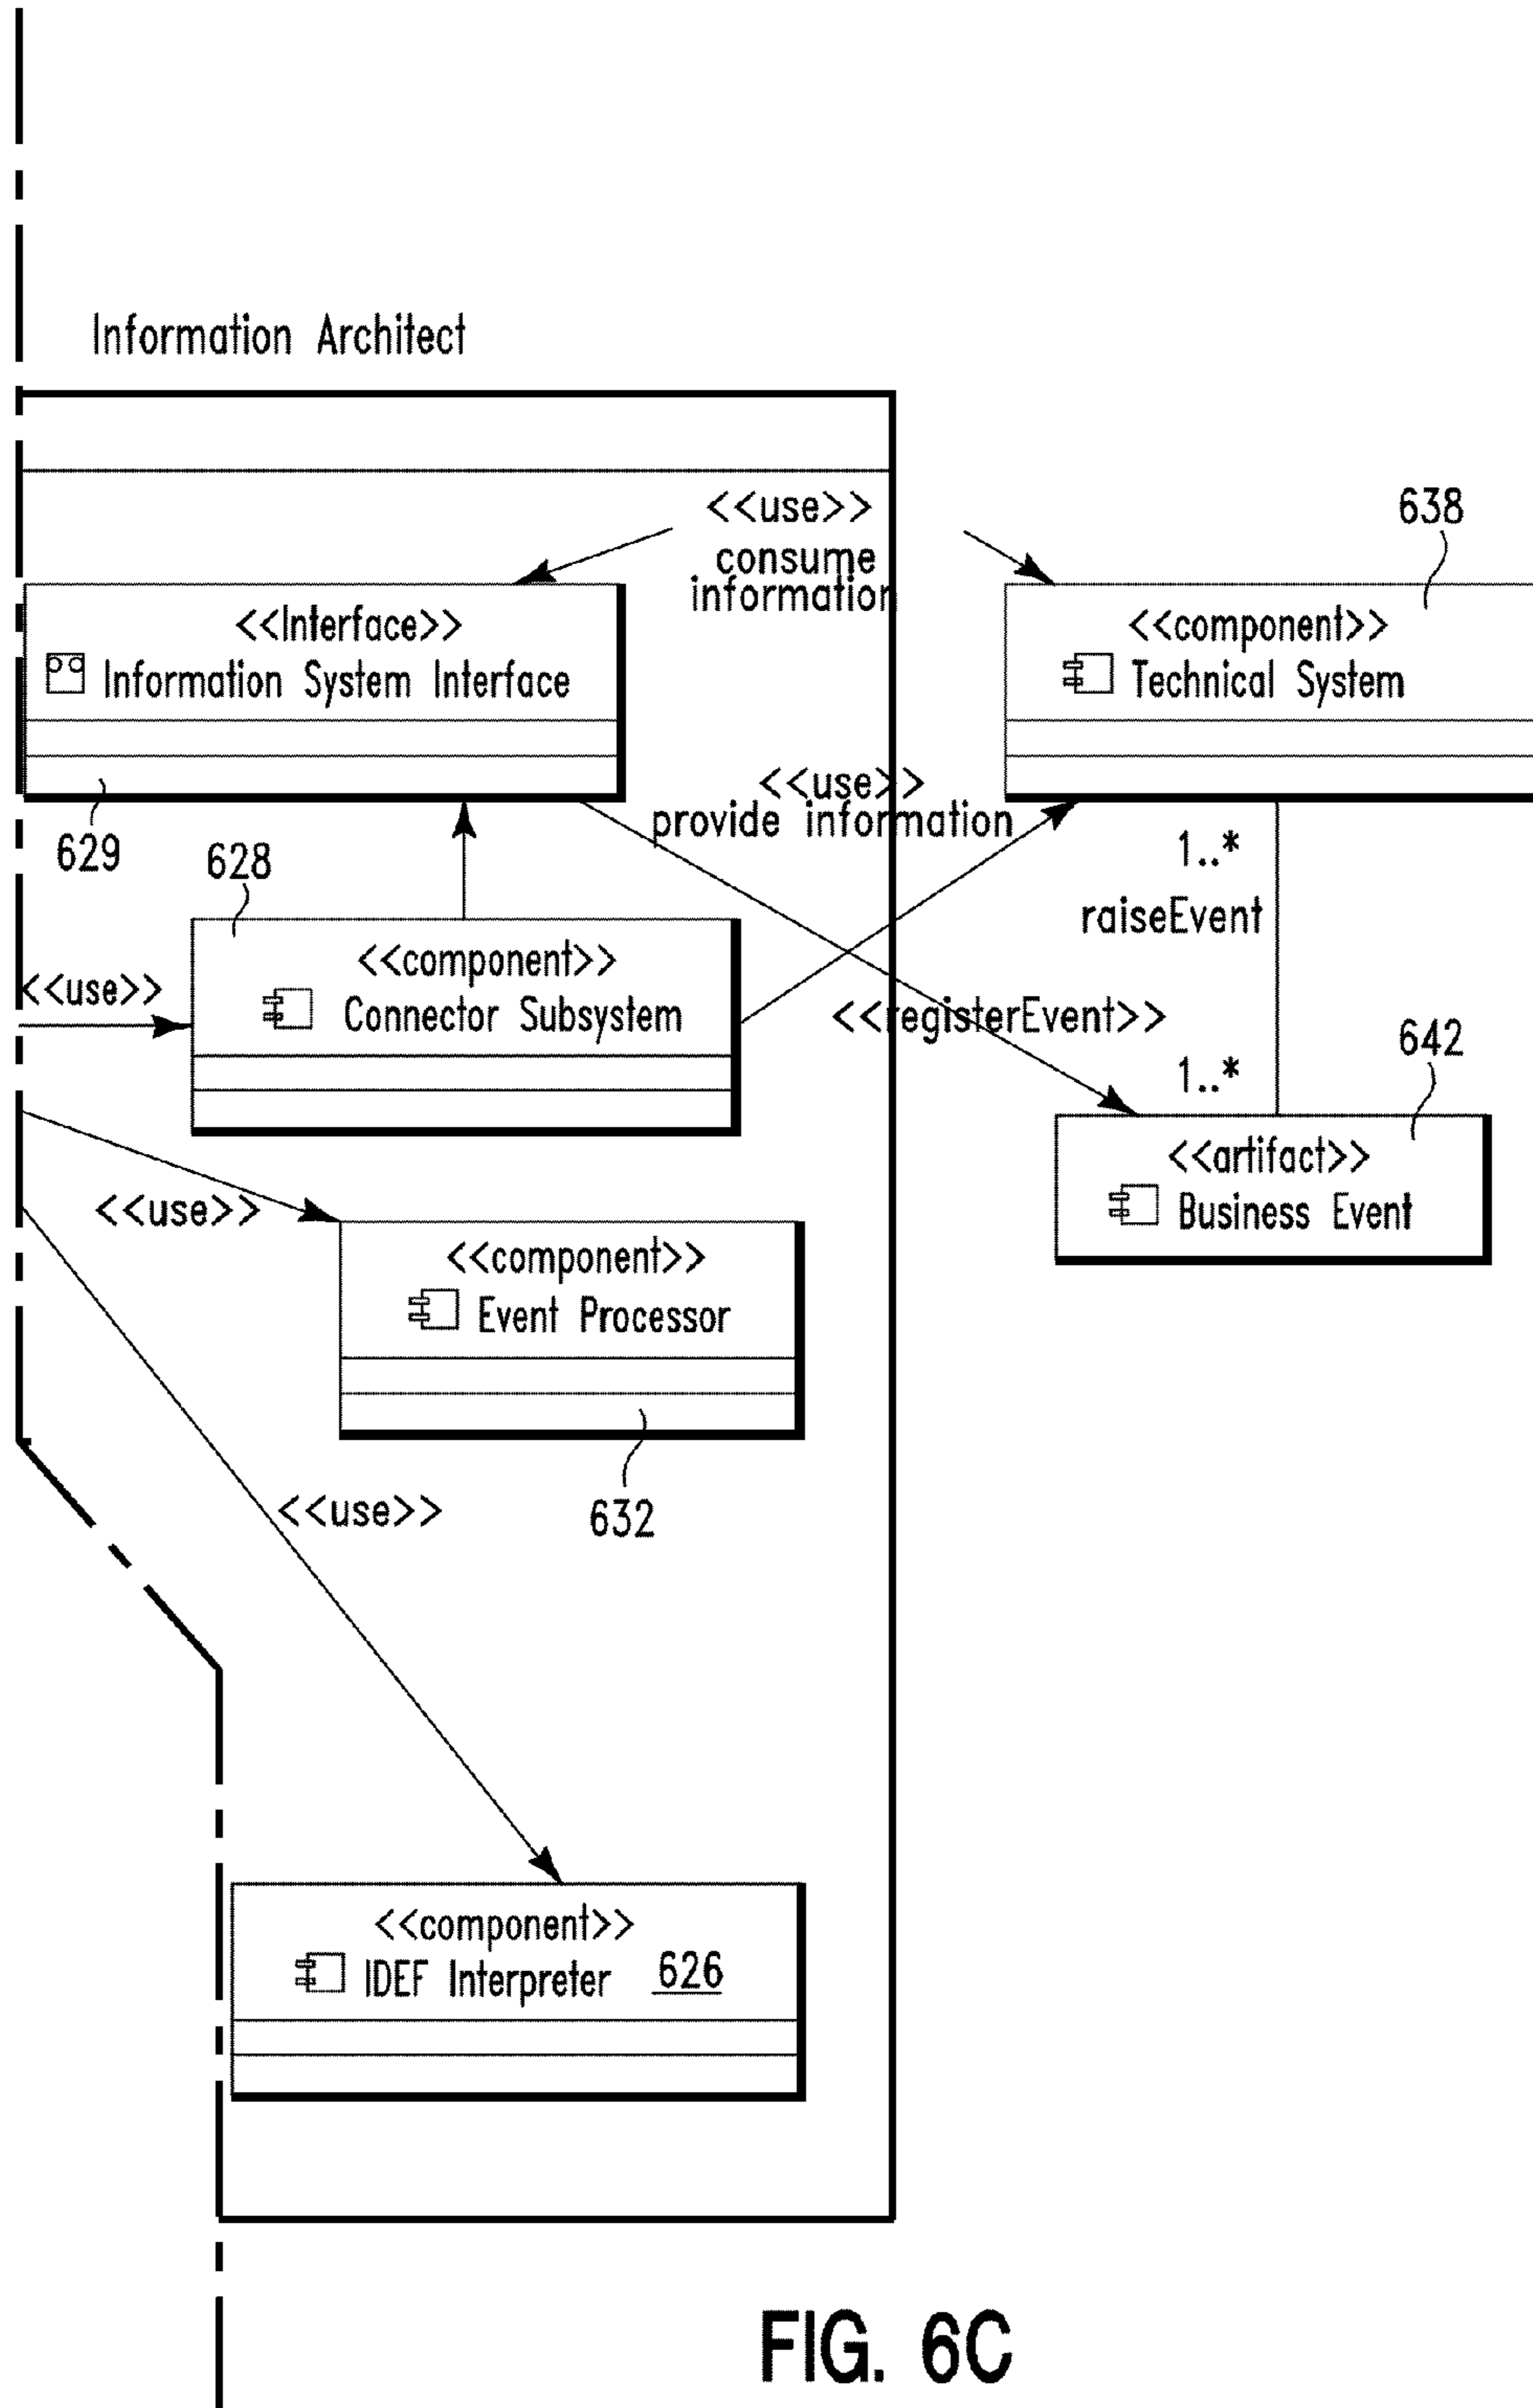 Information Architect
<<use>>
consume
information
638
<<Interface>>
Information System Interface
<<component>>
Technical System
<<use>>
provide information
629
628
1..*
raiseEvent
<<component>>
Connector Subsystem
<<use>>
<<registerEvent>>
1..*
642
<<artifact>>
Business Event
<<use>>
<<component>>
Event Processor
<<use>>
632
<<component>>
IDEF Interpreter 626
FIG. 6C